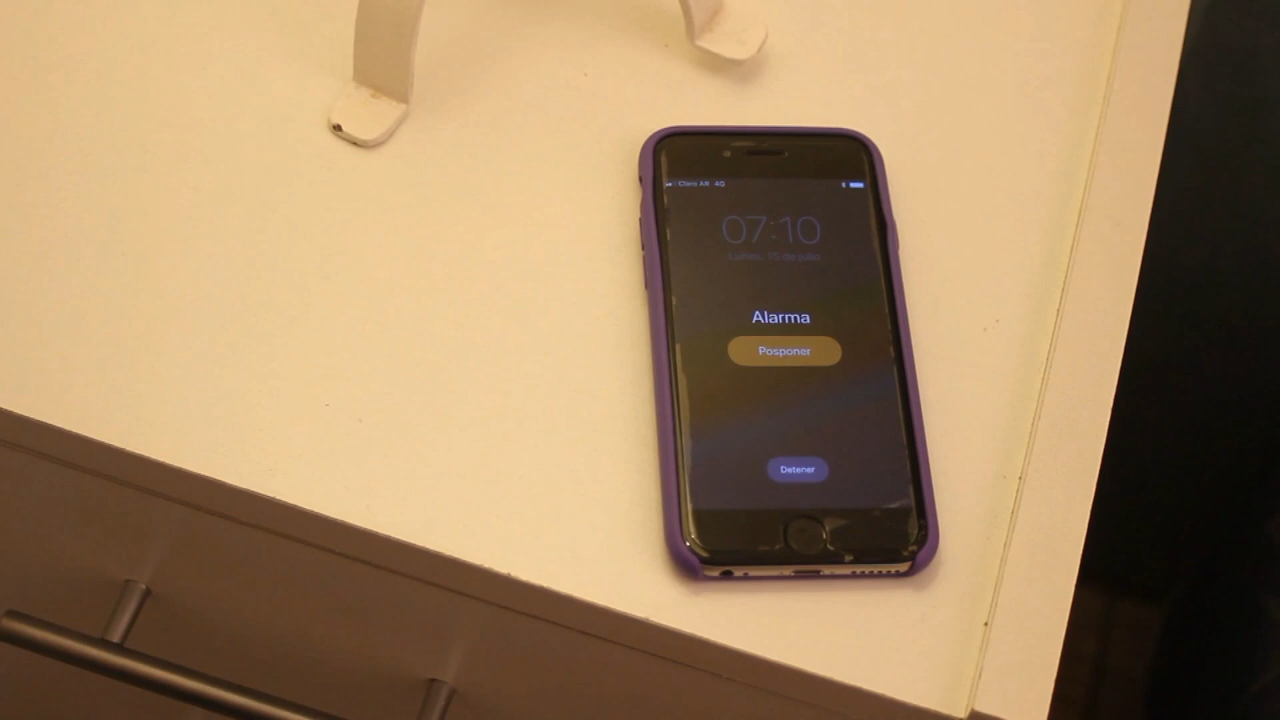 Claro AR 4G
07:10
Lunes, 15 de julio
Alarma
Posponer
Detener